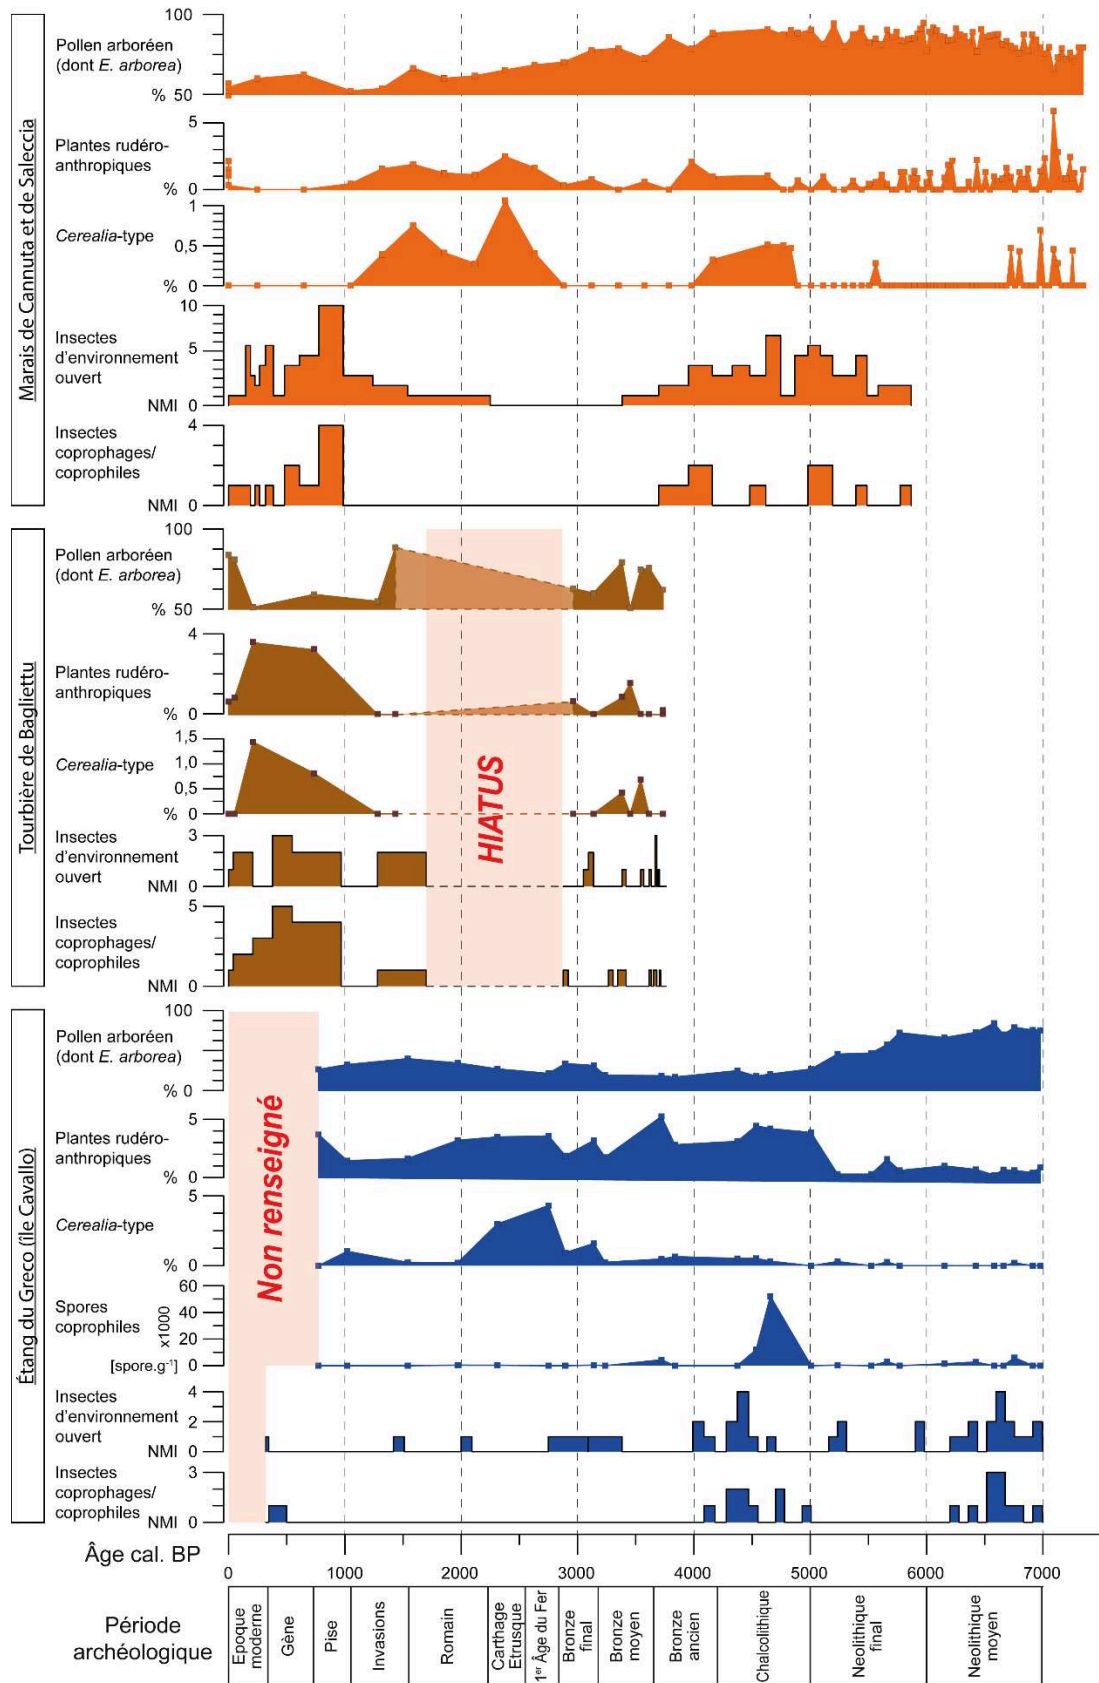 Marais de Cannuta et de Saleccia
Pollen arboréen
(dont E. arborea)
100
% 50
Plantes rudéro-
anthropiques
5
% 0
Cerealia-type
1
0,5
% 0
Insectes
d'environnement
ouvert
10
5
NMI 0
Insectes
coprophages/
coprophiles
4
NMI 0
Tourbière de Bagliettu
Pollen arboréen
(dont E. arborea)
100
% 50
Plantes rudéro-
anthropiques
4
% 0
Cerealia-type
1,5
1,0
0,5
% 0
HIATUS
Insectes
d'environnement
ouvert
3
NMI 0
Insectes
coprophages/
coprophiles
5
NMI 0
Étang du Greco (île Cavallo)
Pollen arboréen
(dont E. arborea)
100
% 0
Plantes rudéro-
anthropiques
5
% 0
Non renseigné
Cerealia-type
5
% 0
Spores
coprophiles
x1000
60
40
20
[spore.g⁻¹] 0
Insectes
d'environnement
ouvert
4
2
NMI 0
Insectes
coprophages/
coprophiles
3
NMI 0
Âge cal. BP
0 1000 2000 3000 4000 5000 6000 7000
Période
archéologique
Epoque
moderne
Gène
Pise
Invasions
Romain
Carthage
Etrusque
1er Âge du Fer
Bronze
final
Bronze
moyen
Bronze
ancien
Chalcolithique
Neolithique
final
Neolithique
moyen